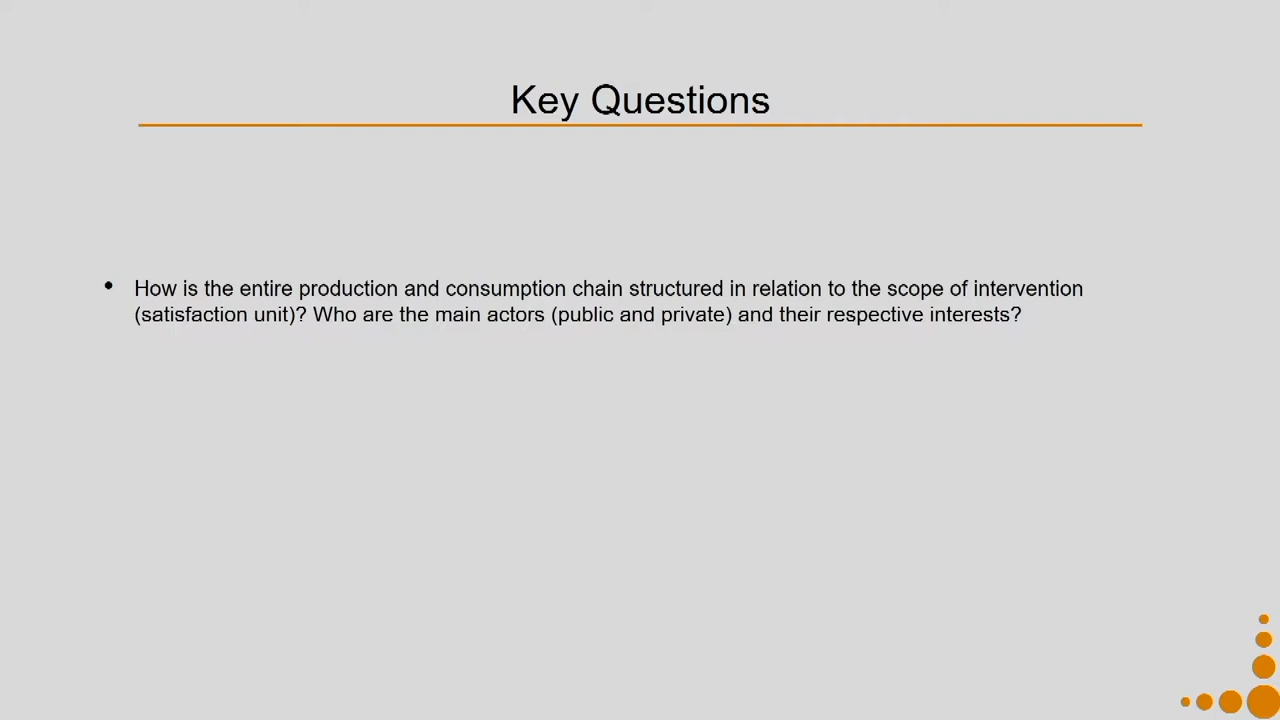 Key Questions
• How is the entire production and consumption chain structured in relation to the scope of intervention
(satisfaction unit)? Who are the main actors (public and private) and their respective interests?